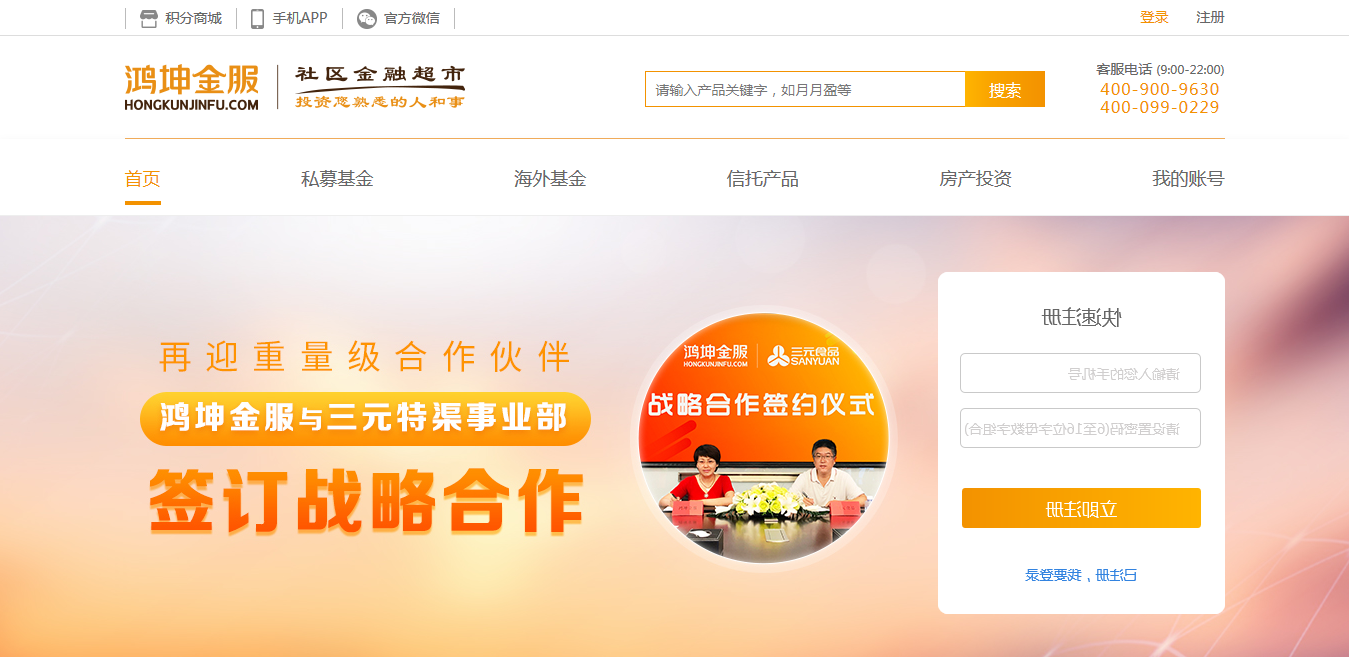 积分商城
手机APP
官方微信
登录
注册
鸿坤金服
HONGKUNJINFU.COM
社区金融超市
投资您熟悉的人和事
请输入产品关键字，如月月盈等
搜索
客服电话 (9:00-22:00)
400-900-9630
400-099-0229
首页
私募基金
海外基金
信托产品
房产投资
我的账号
再迎重量级合作伙伴
鸿坤金服与三元特渠事业部
签订战略合作
鸿坤金服
HONGKUNJINFU.COM
三元食品
SANYUAN
战略合作签约仪式
快速注册
请输入您的手机号
请设置密码(6至16位字母数字组合)
立即注册
已注册，我要登录